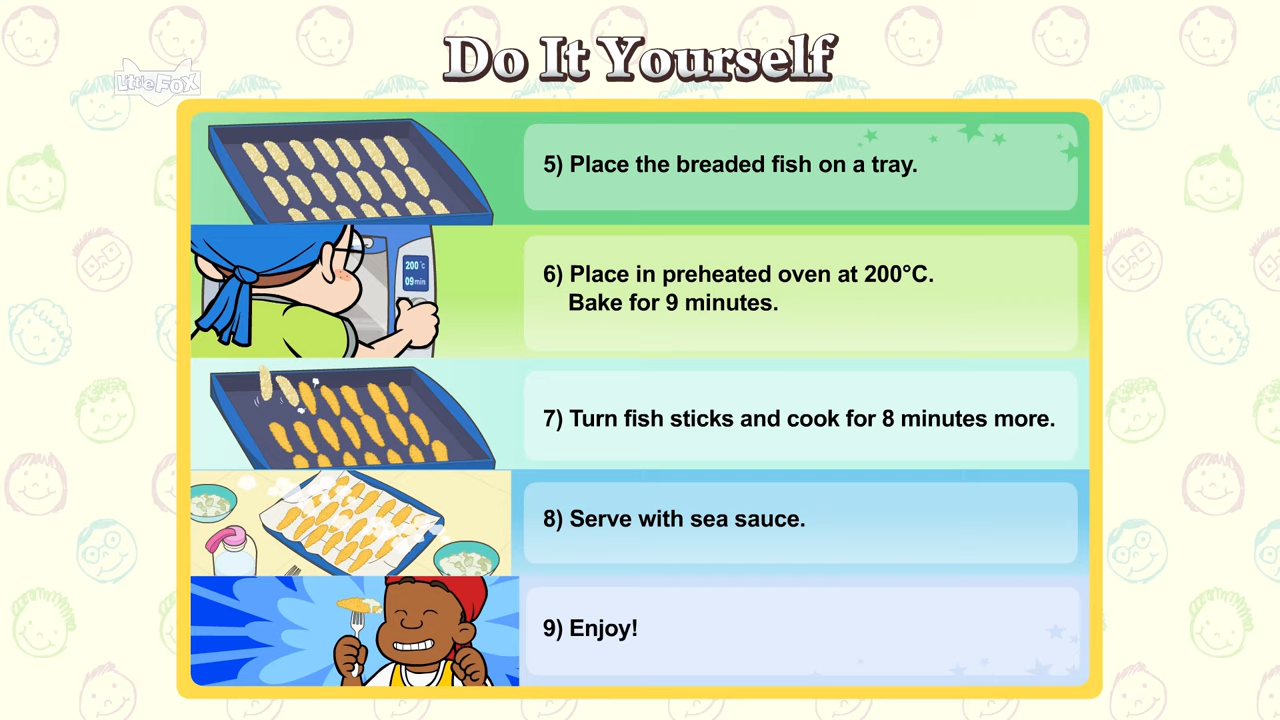 Do It Yourself
Little Fox
5) Place the breaded fish on a tray.
200°C
09min
6) Place in preheated oven at 200°C.
Bake for 9 minutes.
7) Turn fish sticks and cook for 8 minutes more.
8) Serve with sea sauce.
9) Enjoy!